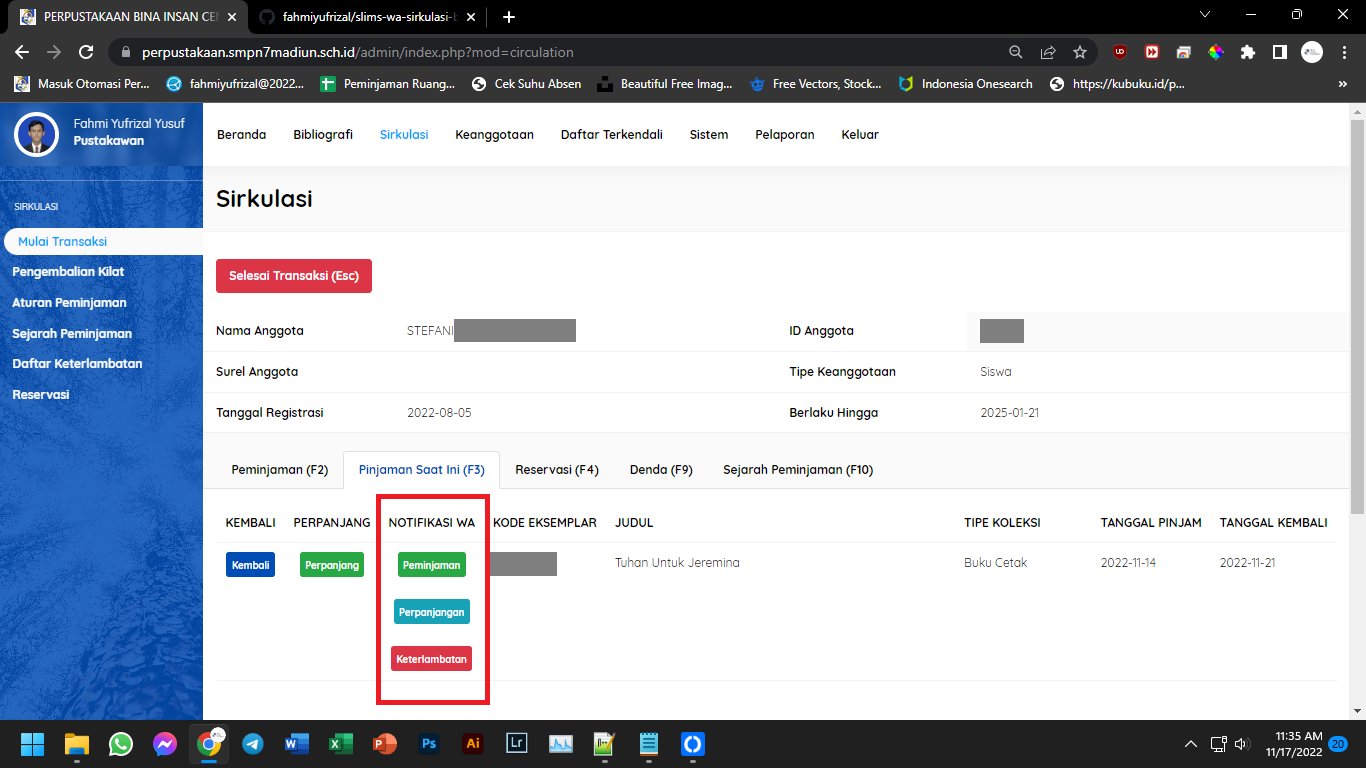 PERPUSTAKAAN BINA INSAN CE
fahmiyufrizal/slims-wa-sirkulasi-b
perpustakaan.smpn7madiun.sch.id/admin/index.php?mod=circulation
Masuk Otomasi Per... fahmiyufrizal@2022... Peminjaman Ruang... Cek Suhu Absen Beautiful Free Imag... Free Vectors, Stock... Indonesia Onesearch https://kubuku.id/p... »
Fahmi Yufrizal Yusuf
Pustakawan
Beranda Bibliografi Sirkulasi Keanggotaan Daftar Terkendali Sistem Pelaporan Keluar
SIRKULASI
Mulai Transaksi
Pengembalian Kilat
Aturan Peminjaman
Sejarah Peminjaman
Daftar Keterlambatan
Reservasi
Sirkulasi
Selesai Transaksi (Esc)
Nama Anggota STEFANI ID Anggota
Surel Anggota Tipe Keanggotaan Siswa
Tanggal Registrasi 2022-08-05 Berlaku Hingga 2025-01-21
Peminjaman (F2) Pinjaman Saat Ini (F3) Reservasi (F4) Denda (F9) Sejarah Peminjaman (F10)
KEMBALI PERPANJANG NOTIFIKASI WA KODE EKSEMPLAR JUDUL TIPE KOLEKSI TANGGAL PINJAM TANGGAL KEMBALI
Kembali Perpanjang Peminjaman Tuhan Untuk Jeremina Buku Cetak 2022-11-14 2022-11-21
Perpanjangan
Keterlambatan
W X P Ps Ai Lr
11:35 AM
11/17/2022 20